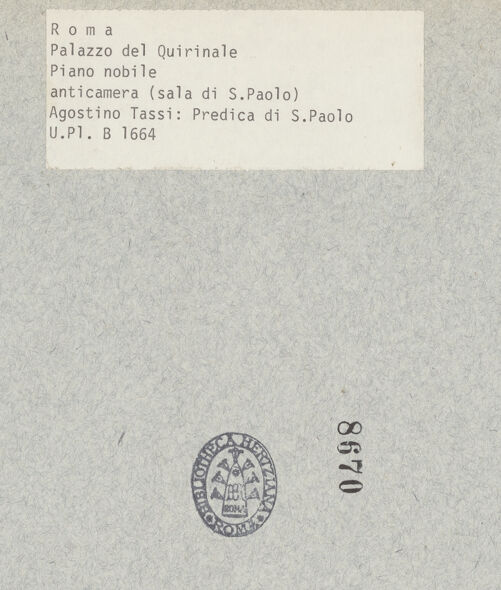 R o m a
Palazzo del Quirinale
Piano nobile
anticamera (sala di S.Paolo)
Agostino Tassi: Predica di S.Paolo
U.Pl. B 1664
BIBLIOTHECA HERTZIANA
ROMA
ROMA
8670